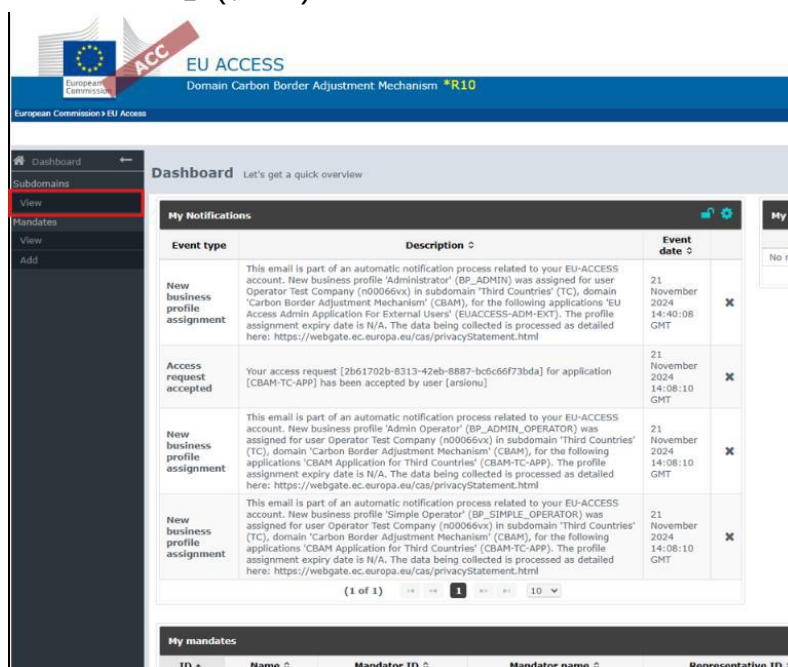 ACC
European
Commission
EU ACCESS
Domain Carbon Border Adjustment Mechanism *R10
European Commission > EU Access
Dashboard
Subdomains
View
Mandates
View
Add
Dashboard Let's get a quick overview
My Notifications
Event type Description Event
date
New
business
profile
assignment
This email is part of an automatic notification process related to your EU-ACCESS
account. New business profile 'Administrator' (BP_ADMIN) was assigned for user
Operator Test Company (n00066vx) in subdomain 'Third Countries' (TC), domain
'Carbon Border Adjustment Mechanism' (CBAM), for the following applications 'EU
Access Admin Application For External Users' (EUACCESS-ADM-EXT). The profile
assignment expiry date is N/A. The data being collected is processed as detailed
here: https://webgate.ec.europa.eu/cas/privacyStatement.html
21
November
2024
14:40:08
GMT
Access
request
accepted
Your access request [2b61702b-8313-42eb-8887-bc6c66f73bda] for application
[CBAM-TC-APP] has been accepted by user [arsionu]
21
November
2024
14:08:10
GMT
New
business
profile
assignment
This email is part of an automatic notification process related to your EU-ACCESS
account. New business profile 'Admin Operator' (BP_ADMIN_OPERATOR) was
assigned for user Operator Test Company (n00066vx) in subdomain 'Third Countries'
(TC), domain 'Carbon Border Adjustment Mechanism' (CBAM), for the following
applications 'CBAM Application for Third Countries' (CBAM-TC-APP). The profile
assignment expiry date is N/A. The data being collected is processed as detailed
here: https://webgate.ec.europa.eu/cas/privacyStatement.html
21
November
2024
14:08:10
GMT
New
business
profile
assignment
This email is part of an automatic notification process related to your EU-ACCESS
account. New business profile 'Simple Operator' (BP_SIMPLE_OPERATOR) was
assigned for user Operator Test Company (n00066vx) in subdomain 'Third Countries'
(TC), domain 'Carbon Border Adjustment Mechanism' (CBAM), for the following
applications 'CBAM Application for Third Countries' (CBAM-TC-APP). The profile
assignment expiry date is N/A. The data being collected is processed as detailed
here: https://webgate.ec.europa.eu/cas/privacyStatement.html
21
November
2024
14:08:10
GMT
(1 of 1) 1 10
My
No
My mandates
ID Name Mandator ID Mandator name Representative ID